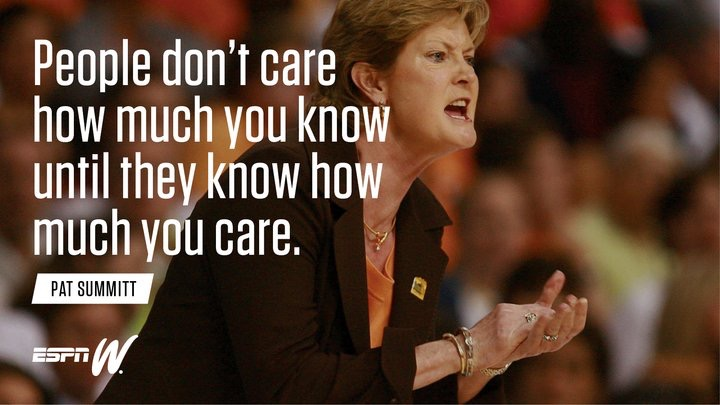 People don’t care
how much you know
until they know how
much you care.
PAT SUMMITT
ESPN W.